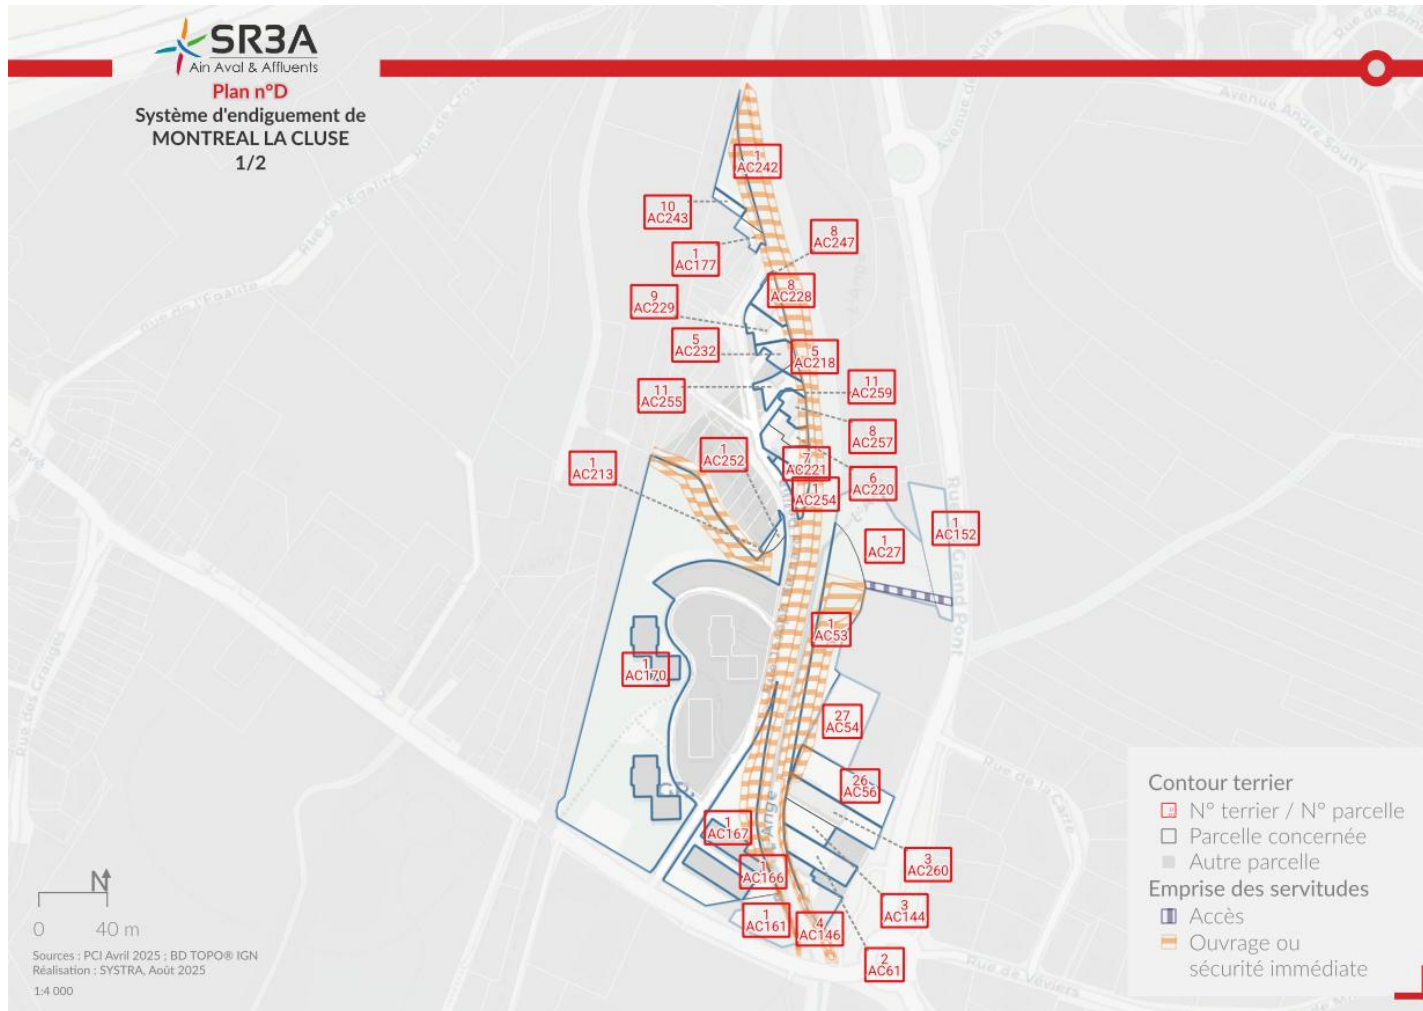 SR3A
Ain Aval & Affluents
Plan n°D
Système d'endiguement de
MONTREAL LA CLUSE
1/2
1
AC242
10
AC243
8
AC247
1
AC177
8
AC228
9
AC229
5
AC232
5
AC218
11
AC255
11
AC259
8
AC257
1
AC252
7
AC221
1
AC213
6
AC220
1
AC254
1
AC152
1
AC27
1
AC53
1
AC170
27
AC54
26
AC56
1
AC167
3
AC260
1
AC166
3
AC144
1
AC161
4
AC146
2
AC61
Rue de l'Egalité
Rue de l'Egalité
Avenue André Souny
Rue des Granges
Grand Pont
Rue de la Carre
Rue de Véviers
L'Ange
Contour terrier
N° terrier / N° parcelle
Parcelle concernée
Autre parcelle
Emprise des servitudes
Accès
Ouvrage ou
sécurité immédiate
N
0 40 m
Sources : PCI Avril 2025 ; BD TOPO® IGN
Réalisation : SYSTRA, Août 2025
1:4 000